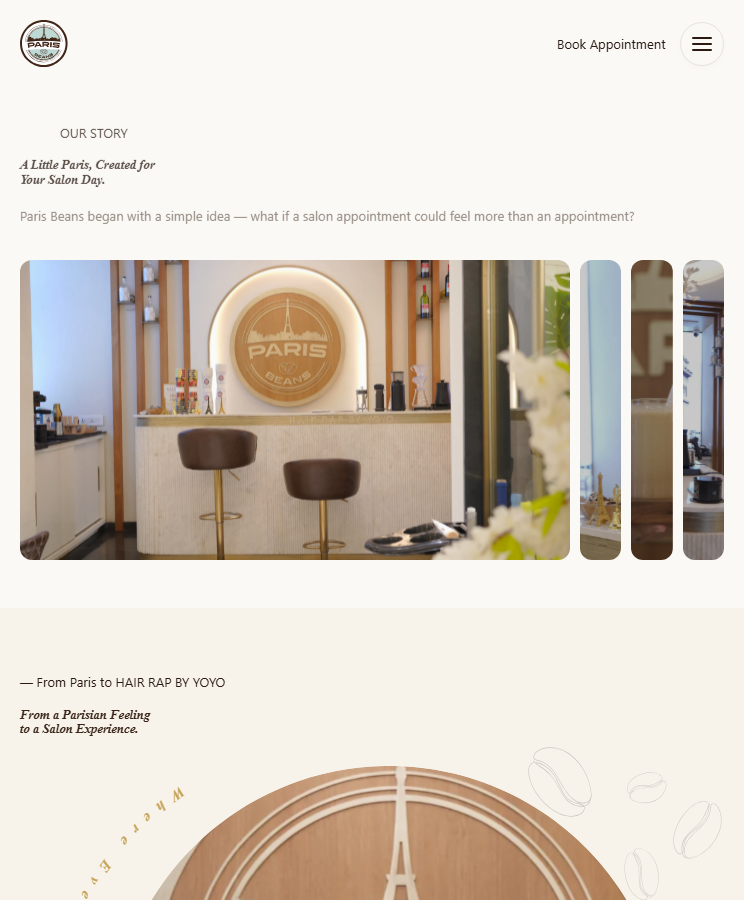 PARIS
BEANS
Book Appointment
OUR STORY
A Little Paris, Created for
Your Salon Day.
Paris Beans began with a simple idea — what if a salon appointment could feel more than an appointment?
PARIS
BEANS
— From Paris to HAIR RAP BY YOYO
From a Parisian Feeling
to a Salon Experience.
Where Eve